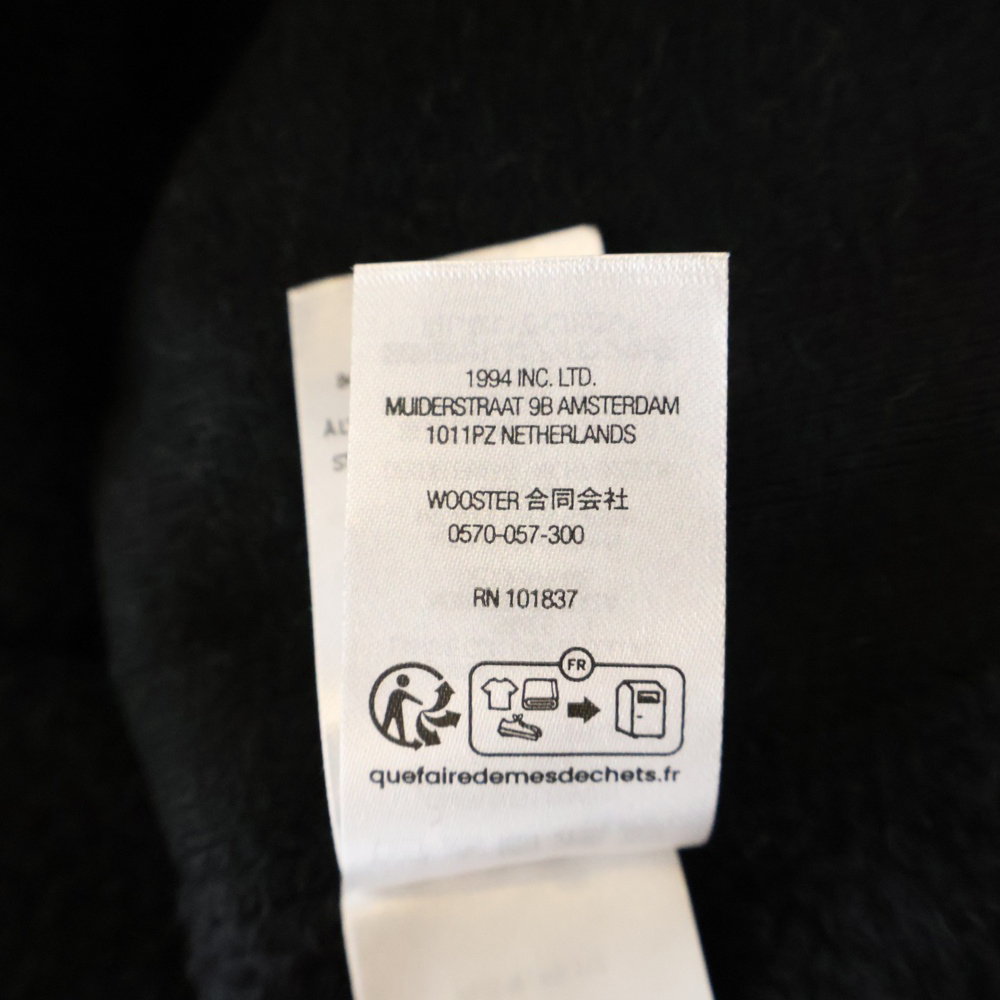 1994 INC. LTD.
MUIDERSTRAAT 9B AMSTERDAM
1011PZ NETHERLANDS
WOOSTER 合同会社
0570-057-300
RN 101837
FR
quefairedemesdechets.fr